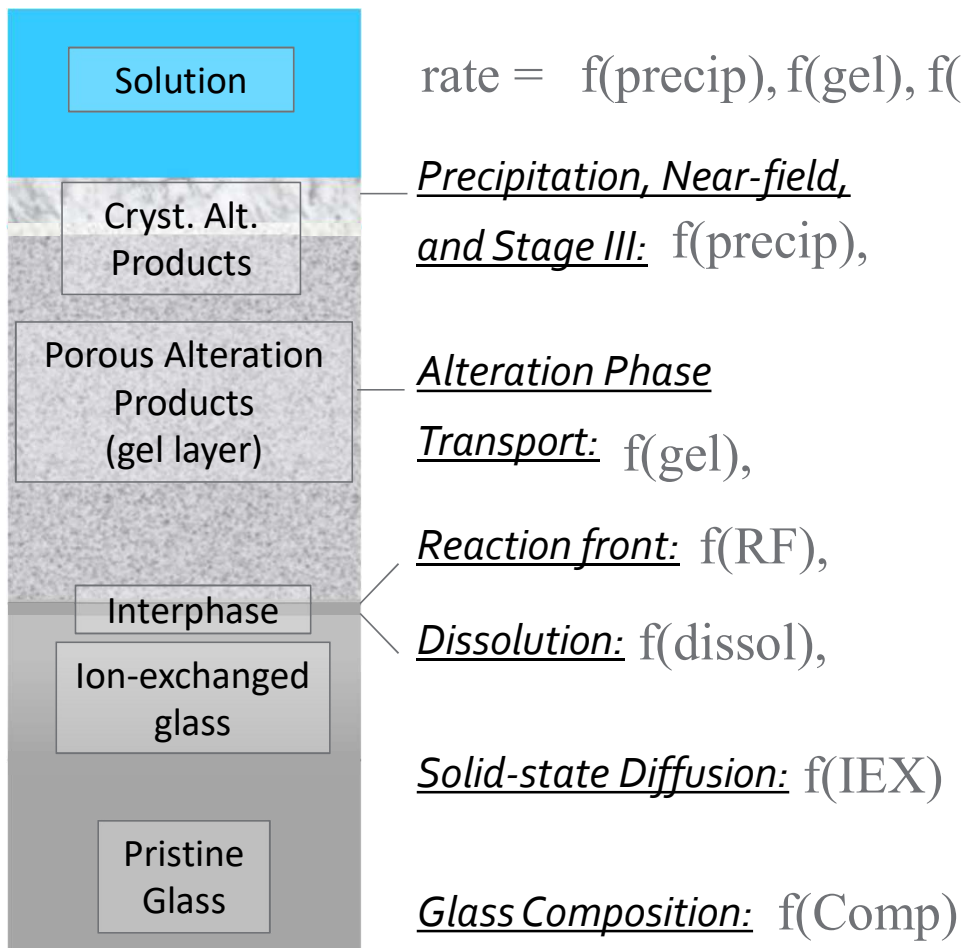 Solution
rate = f(precip), f(gel), f(
Cryst. Alt.
Products
Precipitation, Near-field,
and Stage III: f(precip),
Porous Alteration
Products
(gel layer)
Alteration Phase
Transport: f(gel),
Reaction front: f(RF),
Interphase
Dissolution: f(dissol),
Ion-exchanged
glass
Solid-state Diffusion: f(IEX)
Pristine
Glass
Glass Composition: f(Comp)